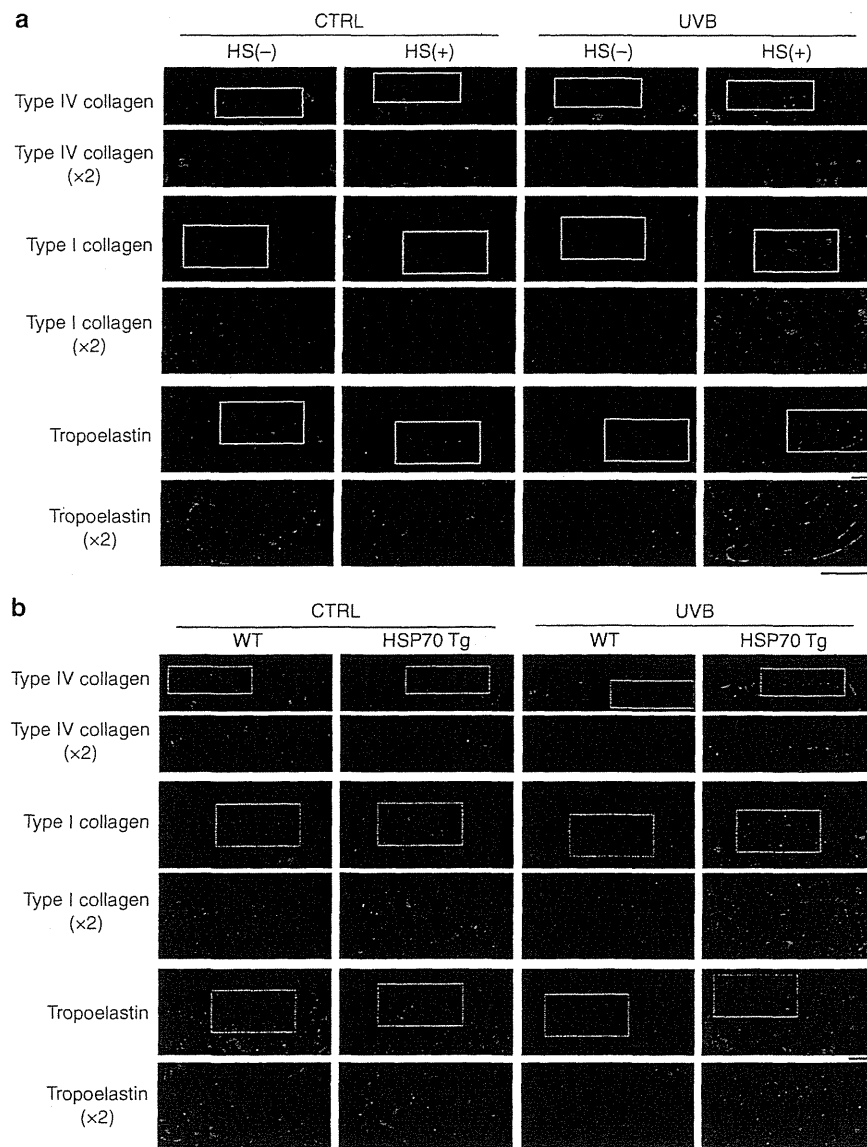 a
CTRL UVB
HS(–) HS(+) HS(–) HS(+)
Type IV collagen
Type IV collagen
(×2)
Type I collagen
Type I collagen
(×2)
Tropoelastin
Tropoelastin
(×2)
b
CTRL UVB
WT HSP70 Tg WT HSP70 Tg
Type IV collagen
Type IV collagen
(×2)
Type I collagen
Type I collagen
(×2)
Tropoelastin
Tropoelastin
(×2)